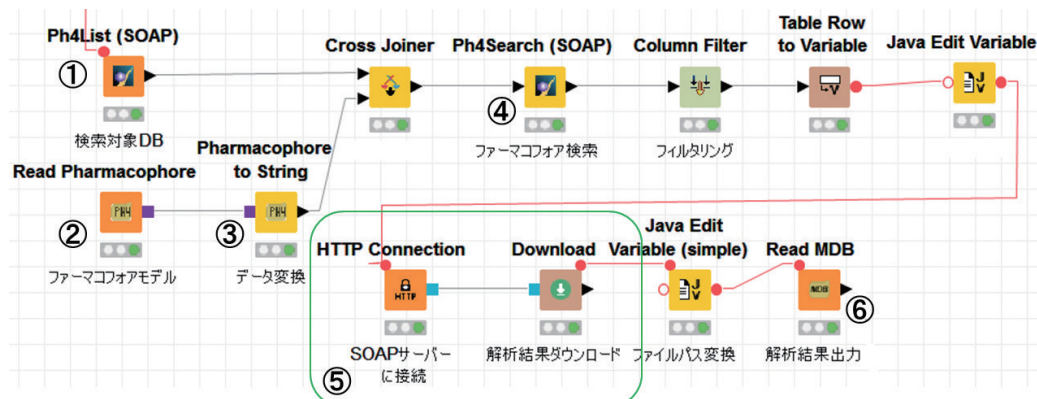 Ph4List (SOAP)
①
検索対象DB
Cross Joiner
Ph4Search (SOAP)
④
ファーマコフォア検索
Column Filter
フィルタリング
Table Row
to Variable
Java Edit Variable
Read Pharmacophore
PH4
②
ファーマコフォアモデル
Pharmacophore
to String
PH4
③
データ変換
HTTP Connection
HTTP
SOAPサーバー
に接続
⑤
Download
解析結果ダウンロード
Java Edit
Variable (simple)
ファイルパス変換
Read MDB
MDB
⑥
解析結果出力